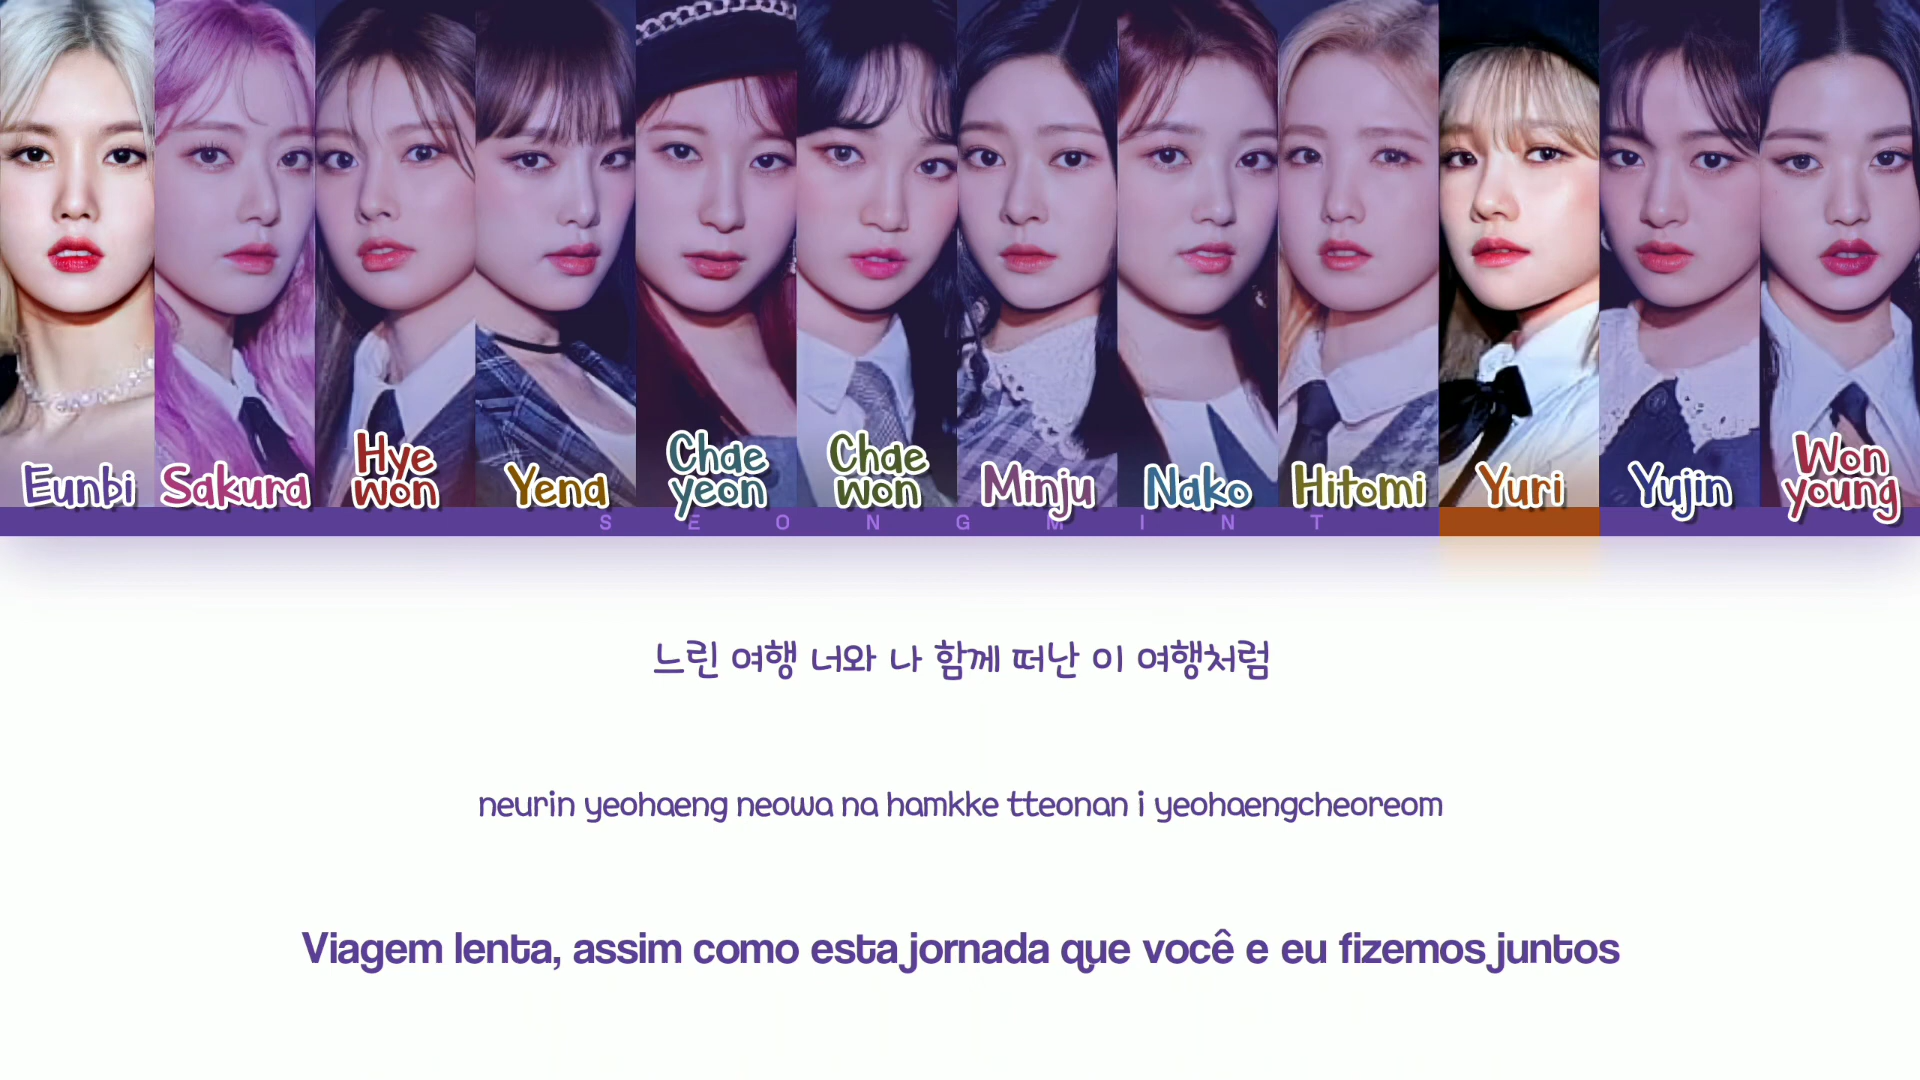 Eunbi
Sakura
Hye
won
Yena
Chae
yeon
Chae
won
Minju
Nako
Hitomi
Yuri
Yujin
Won
young
SEONGMINT
느린 여행 너와 나 함께 떠난 이 여행처럼
neurin yeohaeng neowa na hamkke tteonan i yeohaengcheoreom
Viagem lenta, assim como esta jornada que você e eu fizemos juntos